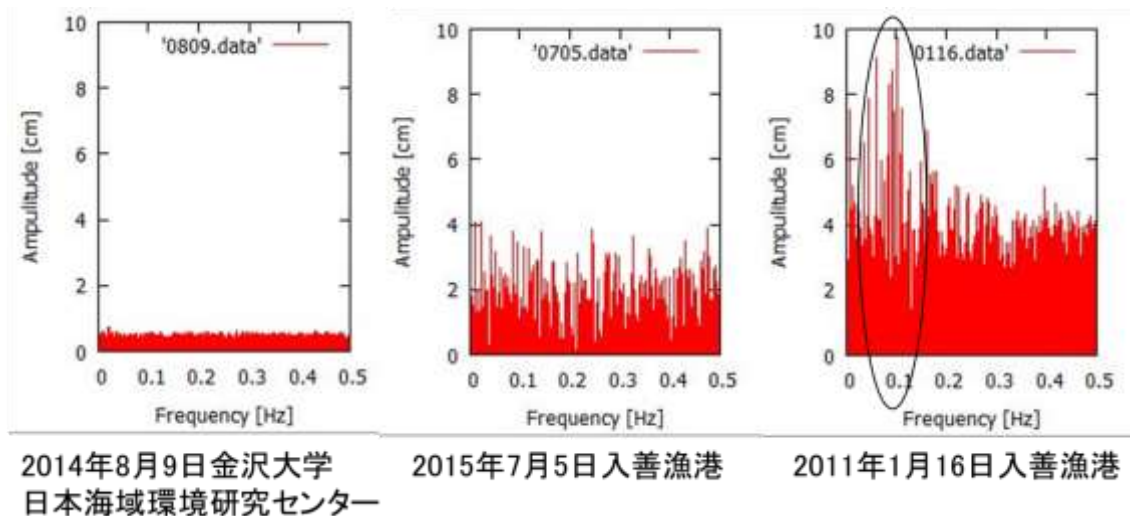 10
8
6
4
2
0
Ampulitude [cm]
'0809.data'
0 0.1 0.2 0.3 0.4 0.5
Frequency [Hz]
2014年8月9日金沢大学
日本海域環境研究センター
10
8
6
4
2
0
Ampulitude [cm]
'0705.data'
0 0.1 0.2 0.3 0.4 0.5
Frequency [Hz]
2015年7月5日入善漁港
10
8
6
4
2
0
Ampulitude [cm]
'0116.data'
0 0.1 0.2 0.3 0.4 0.5
Frequency [Hz]
2011年1月16日入善漁港